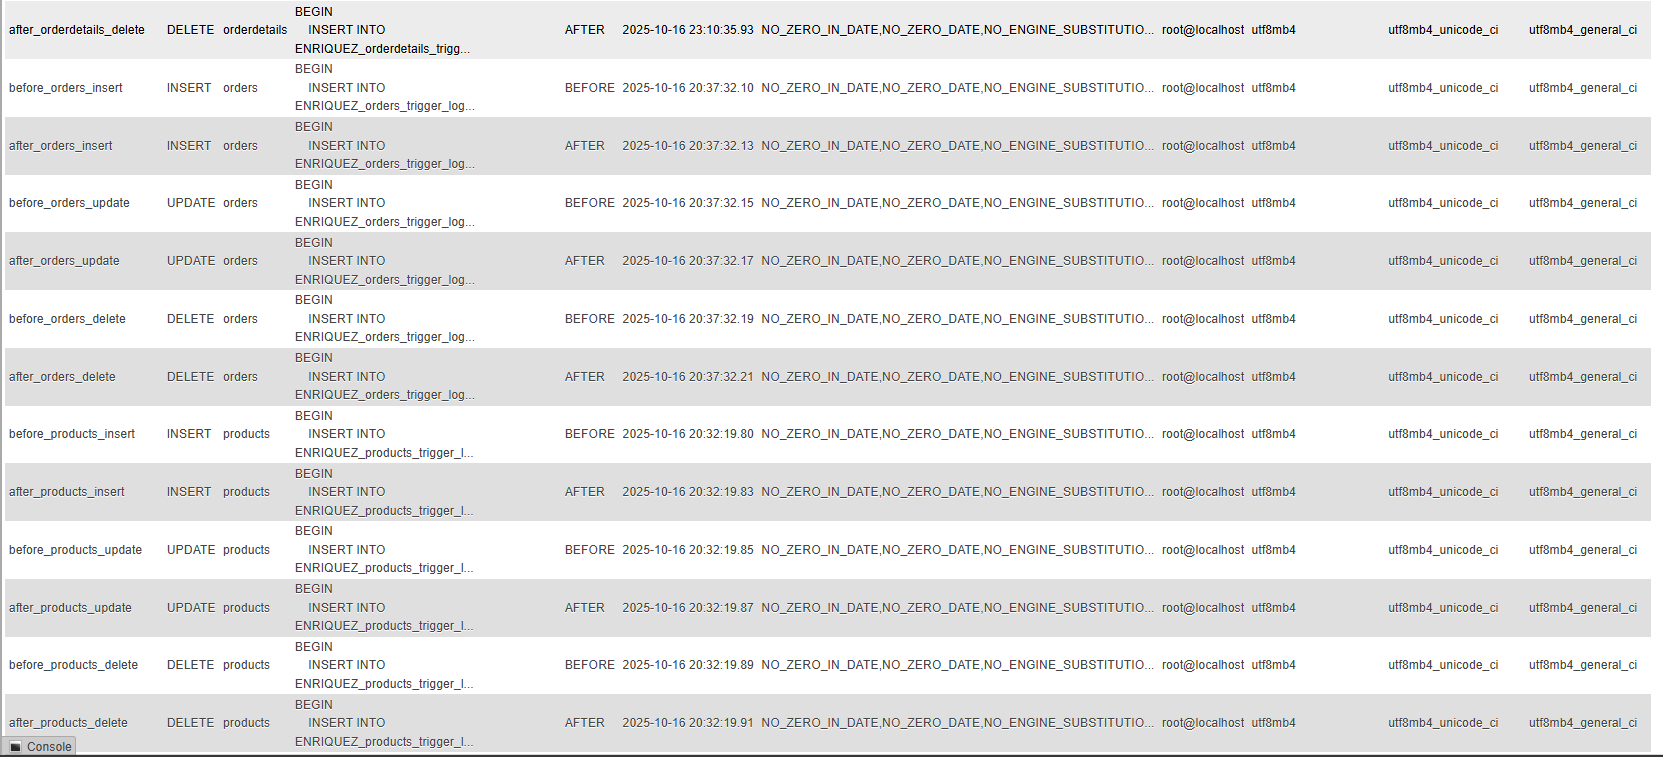 BEGIN
after_orderdetails_delete DELETE orderdetails INSERT INTO AFTER 2025-10-16 23:10:35.93 NO_ZERO_IN_DATE,NO_ZERO_DATE,NO_ENGINE_SUBSTITUTIO... root@localhost utf8mb4 utf8mb4_unicode_ci utf8mb4_general_ci
ENRIQUEZ_orderdetails_trigg...
BEGIN
before_orders_insert INSERT orders INSERT INTO BEFORE 2025-10-16 20:37:32.10 NO_ZERO_IN_DATE,NO_ZERO_DATE,NO_ENGINE_SUBSTITUTIO... root@localhost utf8mb4 utf8mb4_unicode_ci utf8mb4_general_ci
ENRIQUEZ_orders_trigger_log...
BEGIN
after_orders_insert INSERT orders INSERT INTO AFTER 2025-10-16 20:37:32.13 NO_ZERO_IN_DATE,NO_ZERO_DATE,NO_ENGINE_SUBSTITUTIO... root@localhost utf8mb4 utf8mb4_unicode_ci utf8mb4_general_ci
ENRIQUEZ_orders_trigger_log...
BEGIN
before_orders_update UPDATE orders INSERT INTO BEFORE 2025-10-16 20:37:32.15 NO_ZERO_IN_DATE,NO_ZERO_DATE,NO_ENGINE_SUBSTITUTIO... root@localhost utf8mb4 utf8mb4_unicode_ci utf8mb4_general_ci
ENRIQUEZ_orders_trigger_log...
BEGIN
after_orders_update UPDATE orders INSERT INTO AFTER 2025-10-16 20:37:32.17 NO_ZERO_IN_DATE,NO_ZERO_DATE,NO_ENGINE_SUBSTITUTIO... root@localhost utf8mb4 utf8mb4_unicode_ci utf8mb4_general_ci
ENRIQUEZ_orders_trigger_log...
BEGIN
before_orders_delete DELETE orders INSERT INTO BEFORE 2025-10-16 20:37:32.19 NO_ZERO_IN_DATE,NO_ZERO_DATE,NO_ENGINE_SUBSTITUTIO... root@localhost utf8mb4 utf8mb4_unicode_ci utf8mb4_general_ci
ENRIQUEZ_orders_trigger_log...
BEGIN
after_orders_delete DELETE orders INSERT INTO AFTER 2025-10-16 20:37:32.21 NO_ZERO_IN_DATE,NO_ZERO_DATE,NO_ENGINE_SUBSTITUTIO... root@localhost utf8mb4 utf8mb4_unicode_ci utf8mb4_general_ci
ENRIQUEZ_orders_trigger_log...
BEGIN
before_products_insert INSERT products INSERT INTO BEFORE 2025-10-16 20:32:19.80 NO_ZERO_IN_DATE,NO_ZERO_DATE,NO_ENGINE_SUBSTITUTIO... root@localhost utf8mb4 utf8mb4_unicode_ci utf8mb4_general_ci
ENRIQUEZ_products_trigger_l...
BEGIN
after_products_insert INSERT products INSERT INTO AFTER 2025-10-16 20:32:19.83 NO_ZERO_IN_DATE,NO_ZERO_DATE,NO_ENGINE_SUBSTITUTIO... root@localhost utf8mb4 utf8mb4_unicode_ci utf8mb4_general_ci
ENRIQUEZ_products_trigger_l...
BEGIN
before_products_update UPDATE products INSERT INTO BEFORE 2025-10-16 20:32:19.85 NO_ZERO_IN_DATE,NO_ZERO_DATE,NO_ENGINE_SUBSTITUTIO... root@localhost utf8mb4 utf8mb4_unicode_ci utf8mb4_general_ci
ENRIQUEZ_products_trigger_l...
BEGIN
after_products_update UPDATE products INSERT INTO AFTER 2025-10-16 20:32:19.87 NO_ZERO_IN_DATE,NO_ZERO_DATE,NO_ENGINE_SUBSTITUTIO... root@localhost utf8mb4 utf8mb4_unicode_ci utf8mb4_general_ci
ENRIQUEZ_products_trigger_l...
BEGIN
before_products_delete DELETE products INSERT INTO BEFORE 2025-10-16 20:32:19.89 NO_ZERO_IN_DATE,NO_ZERO_DATE,NO_ENGINE_SUBSTITUTIO... root@localhost utf8mb4 utf8mb4_unicode_ci utf8mb4_general_ci
ENRIQUEZ_products_trigger_l...
BEGIN
after_products_delete DELETE products INSERT INTO AFTER 2025-10-16 20:32:19.91 NO_ZERO_IN_DATE,NO_ZERO_DATE,NO_ENGINE_SUBSTITUTIO... root@localhost utf8mb4 utf8mb4_unicode_ci utf8mb4_general_ci
ENRIQUEZ_products_trigger_l...
Console